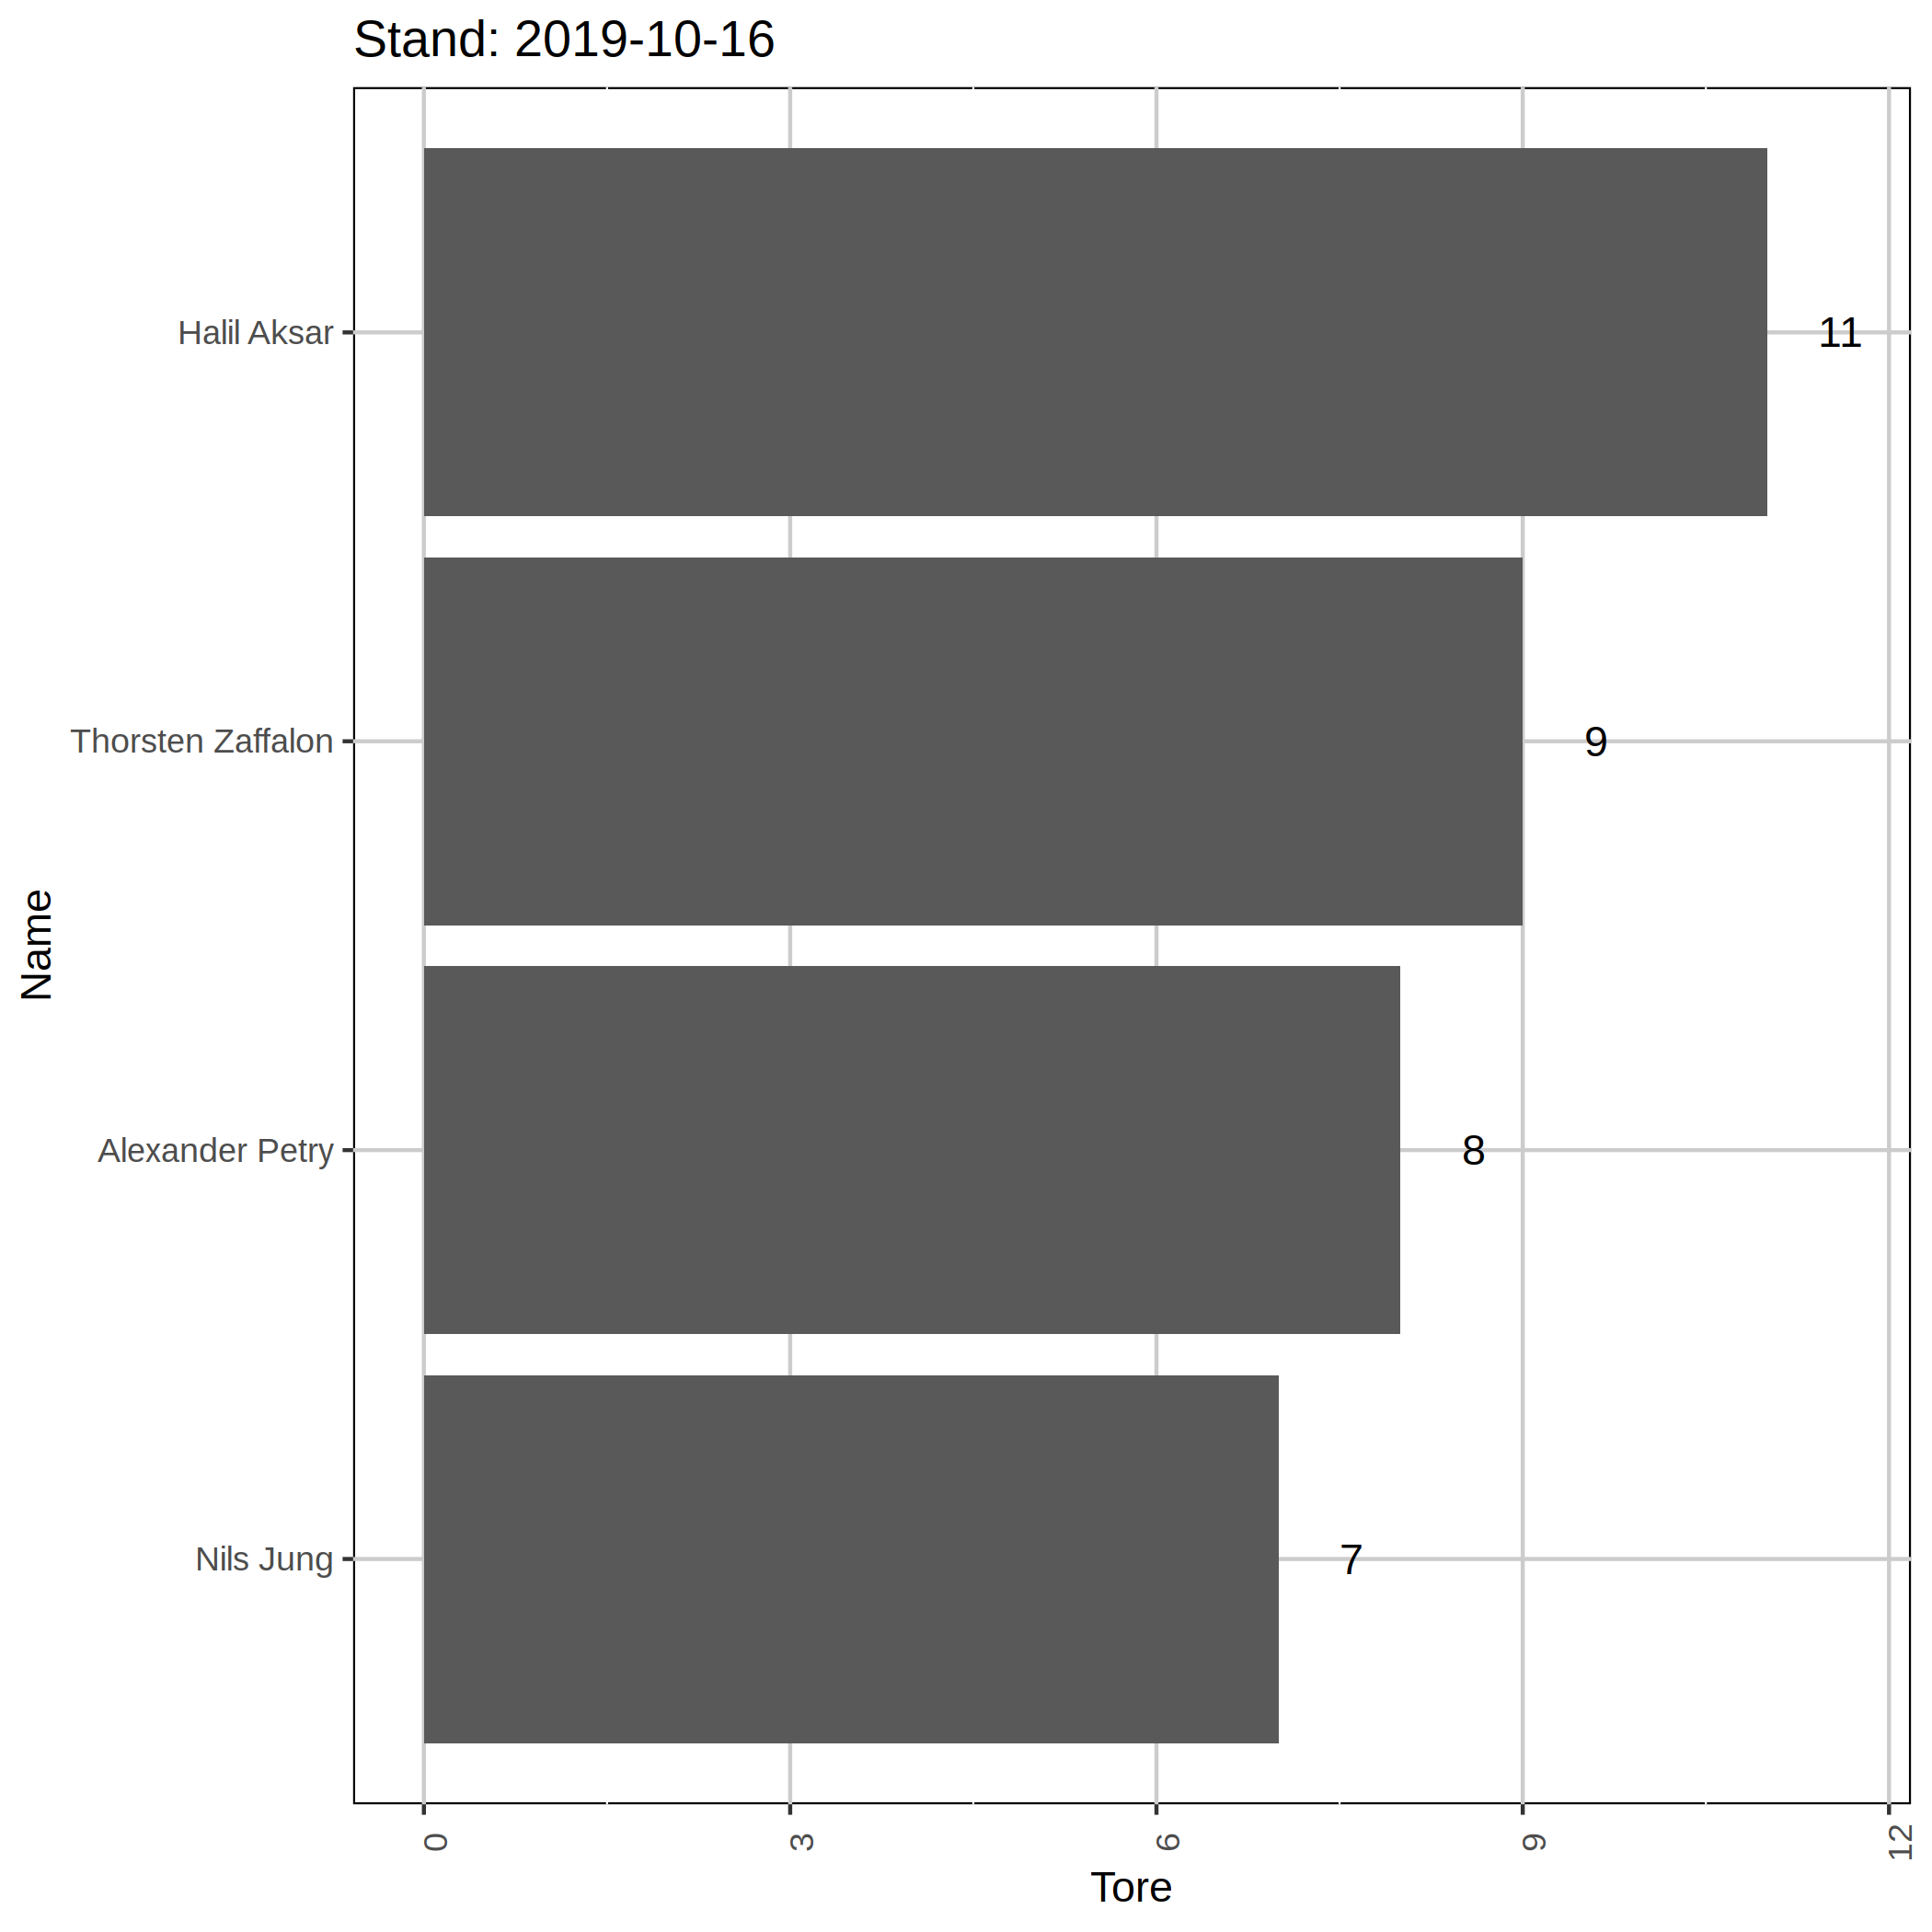 Stand: 2019-10-16
Name
Halil Aksar
11
Thorsten Zaffalon
9
Alexander Petry
8
Nils Jung
7
0
3
6
9
12
Tore